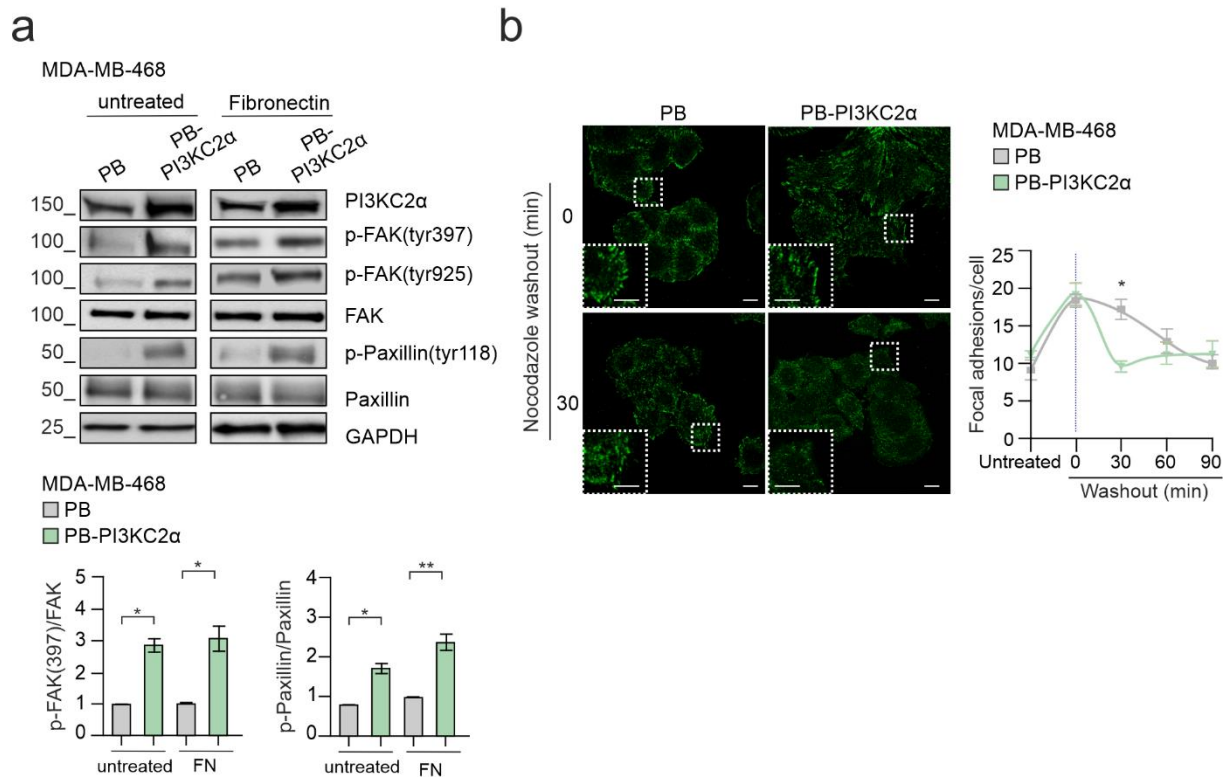 a
MDA-MB-468
untreated
Fibronectin
PB
PB-
PI3KC2α
PB
PB-
PI3KC2α
150_
PI3KC2α
100_
p-FAK(tyr397)
100_
p-FAK(tyr925)
100_
FAK
50_
p-Paxillin(tyr118)
50_
Paxillin
25_
GAPDH
MDA-MB-468
PB
PB-PI3KC2α
p-FAK(397)/FAK
5
4
3
2
1
0
*
*
untreated
FN
p-Paxillin/Paxillin
4
3
2
1
0
*
**
untreated
FN
b
PB
PB-PI3KC2α
Nocodazole washout (min)
0
30
MDA-MB-468
PB
PB-PI3KC2α
Focal adhesions/cell
25
20
15
10
5
0
*
Untreated
0
30
60
90
Washout (min)